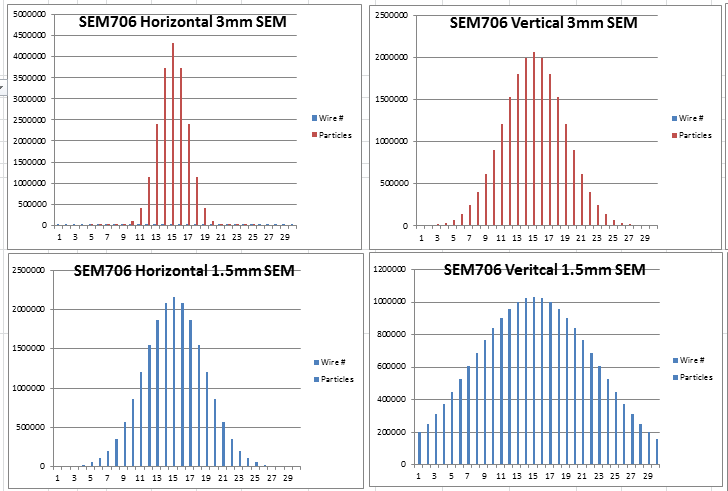 SEM706 Horizontal 3mm SEM
5000000
4500000
4000000
3500000
3000000
2500000
2000000
1500000
1000000
500000
0
1 3 5 7 9 11 13 15 17 19 21 23 25 27 29
Wire #
Particles
SEM706 Vertical 3mm SEM
2500000
2000000
1500000
1000000
500000
0
1 3 5 7 9 11 13 15 17 19 21 23 25 27 29
Wire #
Particles
SEM706 Horizontal 1.5mm SEM
2500000
2000000
1500000
1000000
500000
0
1 3 5 7 9 11 13 15 17 19 21 23 25 27 29
Wire #
Particles
SEM706 Veritcal 1.5mm SEM
1200000
1000000
800000
600000
400000
200000
0
1 3 5 7 9 11 13 15 17 19 21 23 25 27 29
Wire #
Particles